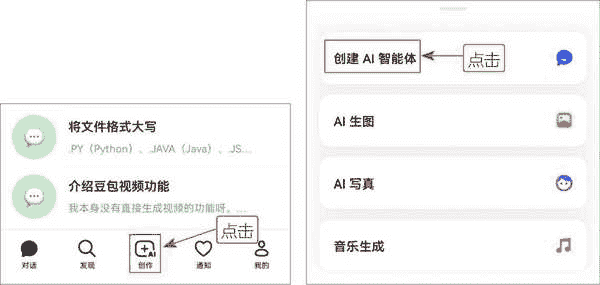 将文件格式大写
.PY（Python）、.JAVA（Java）、.JS...
介绍豆包视频功能
我本身没有直接生成视频的功能呀，...
点击
对话
发现
AI
创作
通知
我的
创建 AI 智能体
点击
AI 生图
AI 写真
音乐生成